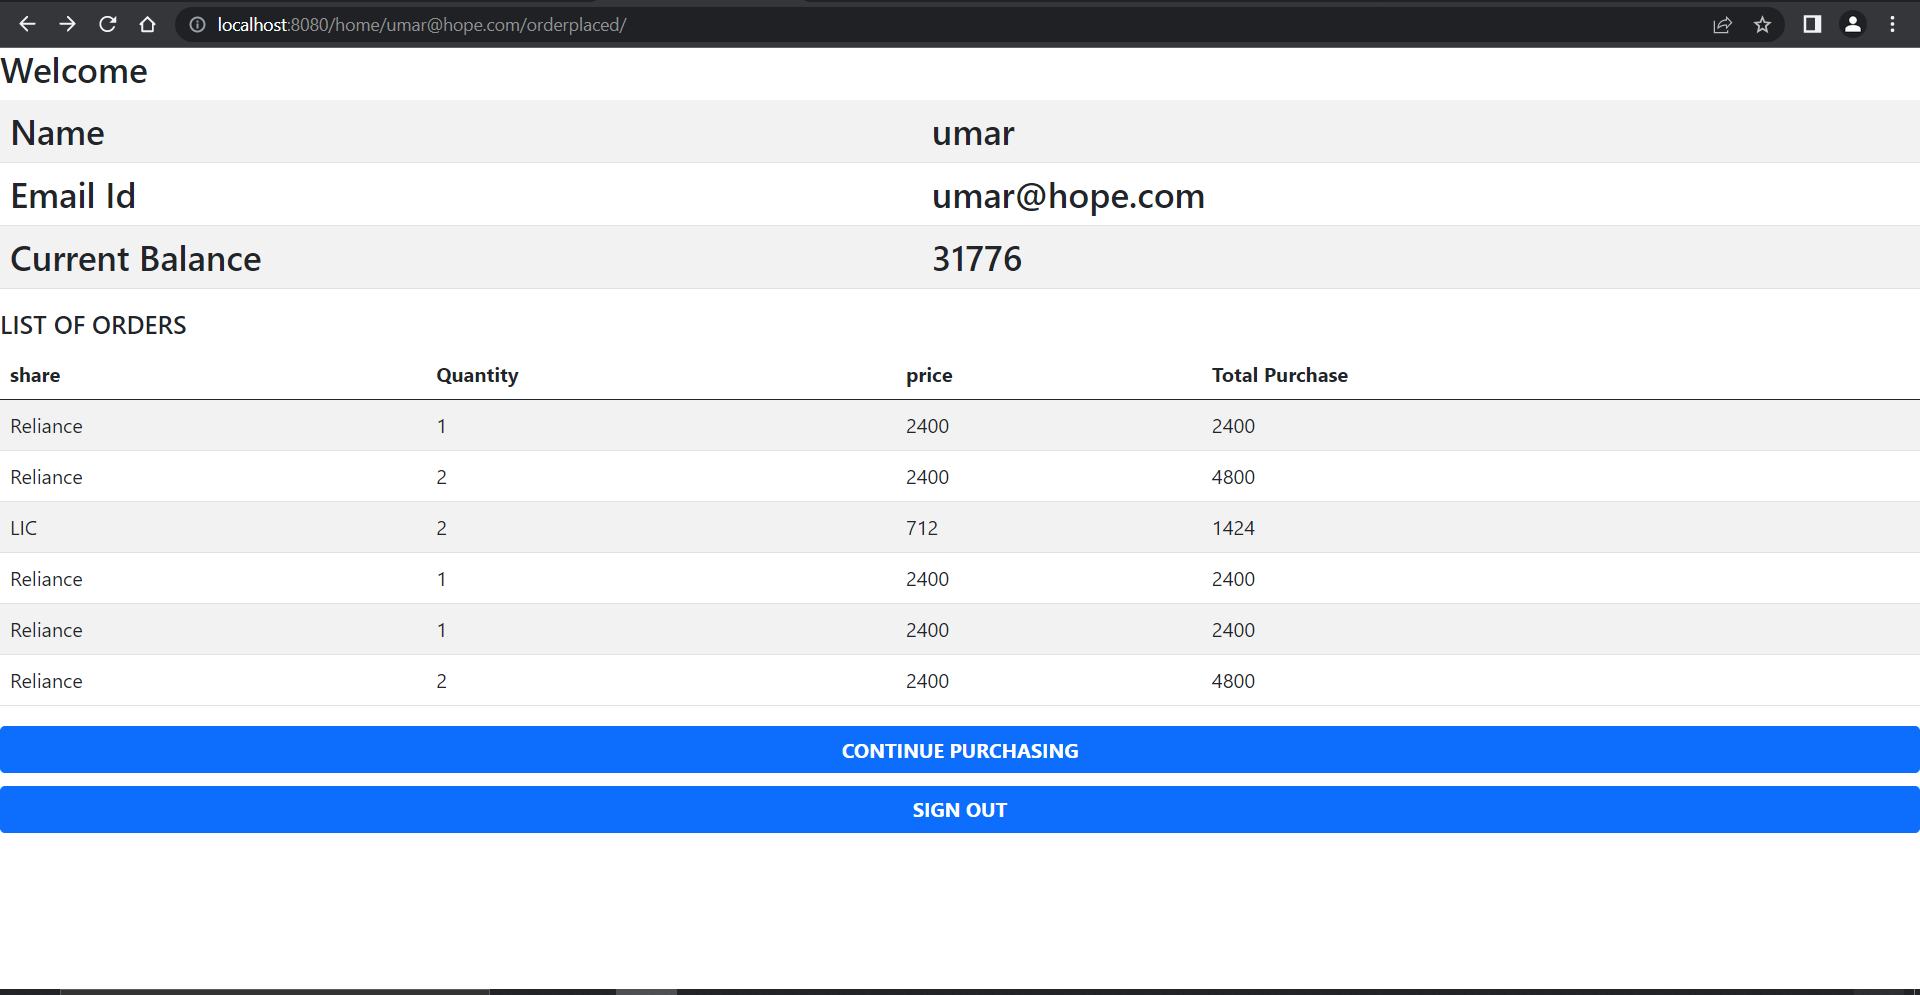 localhost:8080/home/umar@hope.com/orderplaced/
Welcome
Name umar
Email Id umar@hope.com
Current Balance 31776
LIST OF ORDERS
share Quantity price Total Purchase
Reliance 1 2400 2400
Reliance 2 2400 4800
LIC 2 712 1424
Reliance 1 2400 2400
Reliance 1 2400 2400
Reliance 2 2400 4800
CONTINUE PURCHASING
SIGN OUT